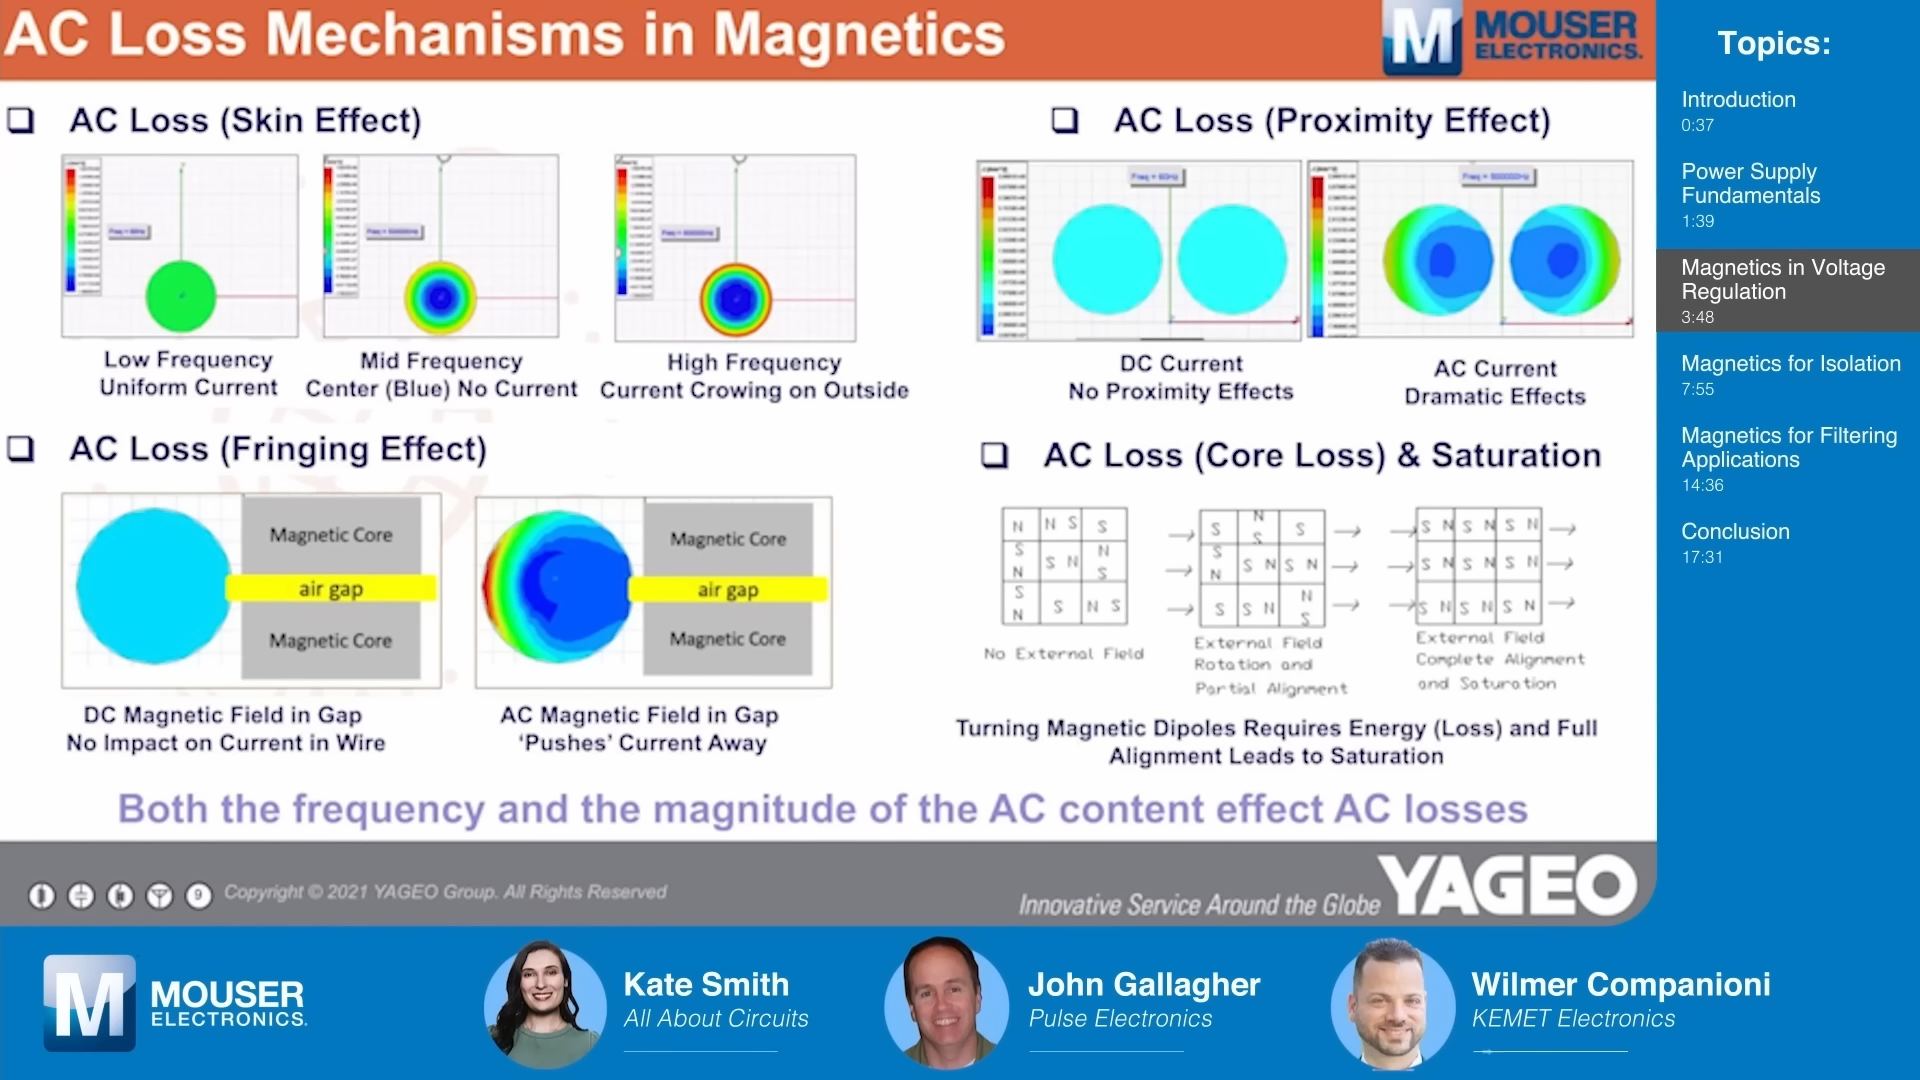 AC Loss Mechanisms in Magnetics
M MOUSER
ELECTRONICS.
AC Loss (Skin Effect)
Low Frequency
Uniform Current
Mid Frequency
Center (Blue) No Current
High Frequency
Current Crowing on Outside
AC Loss (Proximity Effect)
DC Current
No Proximity Effects
AC Current
Dramatic Effects
AC Loss (Fringing Effect)
Magnetic Core
air gap
Magnetic Core
Magnetic Core
air gap
Magnetic Core
DC Magnetic Field in Gap
No Impact on Current in Wire
AC Magnetic Field in Gap
‘Pushes’ Current Away
AC Loss (Core Loss) & Saturation
N N S S
S N S N N S
S N S N S
No External Field
S N S S
S N S N S N
S S N N S
External Field
Rotation and
Partial Alignment
S N S N S N
S N S N S N
S N S N S N
External Field
Complete Alignment
and Saturation
Turning Magnetic Dipoles Requires Energy (Loss) and Full
Alignment Leads to Saturation
Both the frequency and the magnitude of the AC content effect AC losses
9
Copyright © 2021 YAGEO Group. All Rights Reserved
Innovative Service Around the Globe YAGEO
Topics:
Introduction
0:37
Power Supply
Fundamentals
1:39
Magnetics in Voltage
Regulation
3:48
Magnetics for Isolation
7:55
Magnetics for Filtering
Applications
14:36
Conclusion
17:31
M MOUSER
ELECTRONICS.
Kate Smith
All About Circuits
John Gallagher
Pulse Electronics
Wilmer Companioni
KEMET Electronics